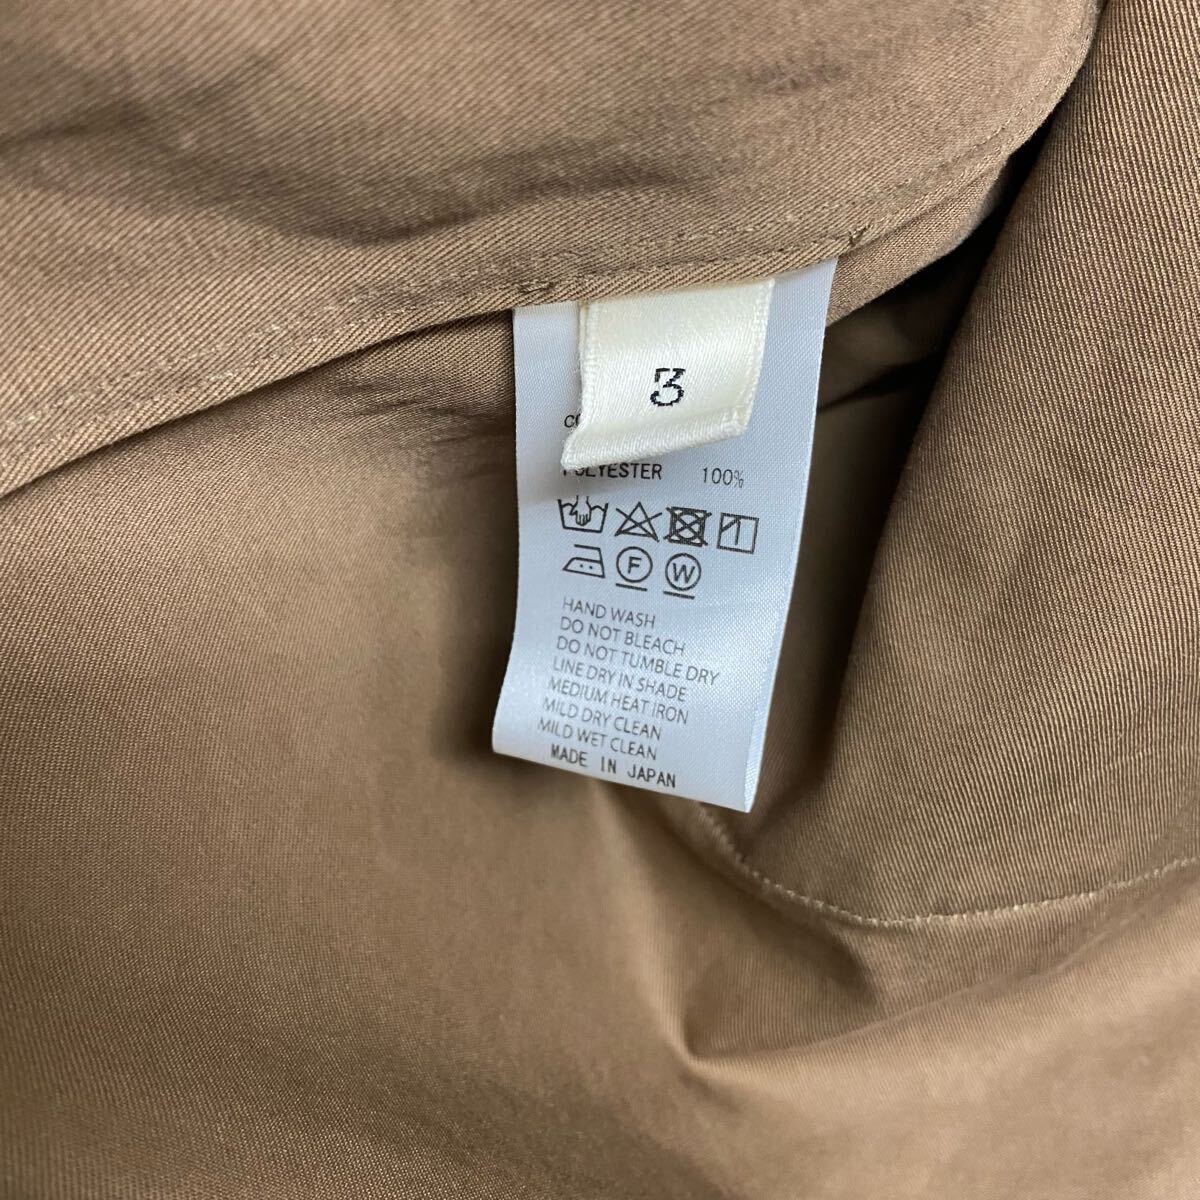 3
POLYESTER 100%
F W
HAND WASH
DO NOT BLEACH
DO NOT TUMBLE DRY
LINE DRY IN SHADE
MEDIUM HEAT IRON
MILD DRY CLEAN
MILD WET CLEAN
MADE IN JAPAN